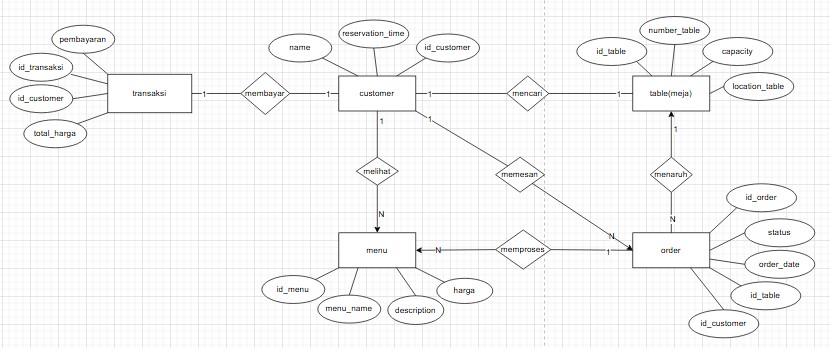 reservation_time
name
id_customer
number_table
id_table
capacity
location_table
pembayaran
id_transaksi
id_customer
total_harga
transaksi
1
membayar
1
customer
1
mencari
1
table(meja)
1
1
1
melihat
memesan
menaruh
N
N
N
menu
N
memproses
1
order
id_order
status
order_date
id_table
id_customer
id_menu
menu_name
description
harga